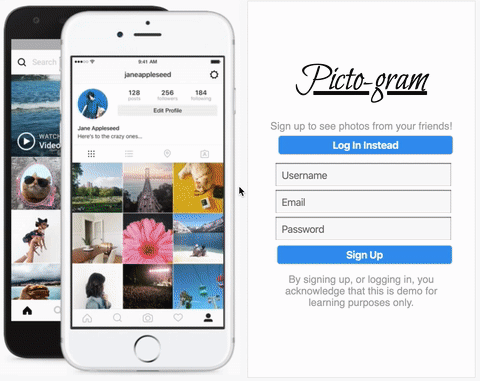 Search
WATCH
Video
9:41 AM
janeappleseed
128 256 184
posts followers following
Edit Profile
Jane Appleseed
Here's to the crazy ones...
Picto-gram
Sign up to see photos from your friends!
Log In Instead
Username
Email
Password
Sign Up
By signing up, or logging in, you
acknowledge that this is demo for
learning purposes only.